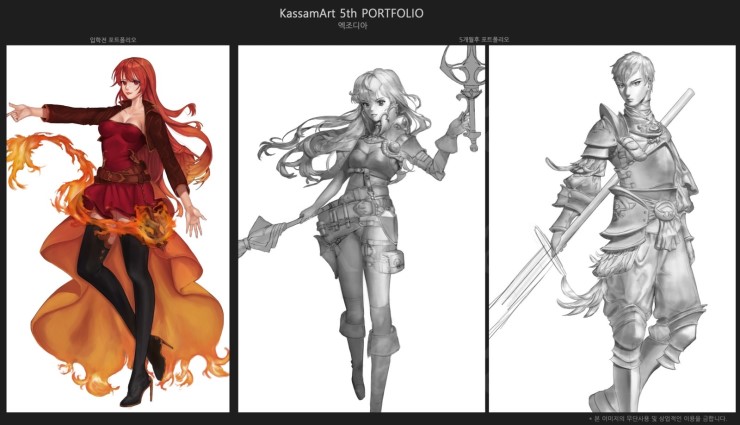 KassamArt 5th PORTFOLIO
엑조디아
입학전 포트폴리오
5개월후 포트폴리오
* 본 이미지의 무단사용 및 상업적인 이용을 금합니다.